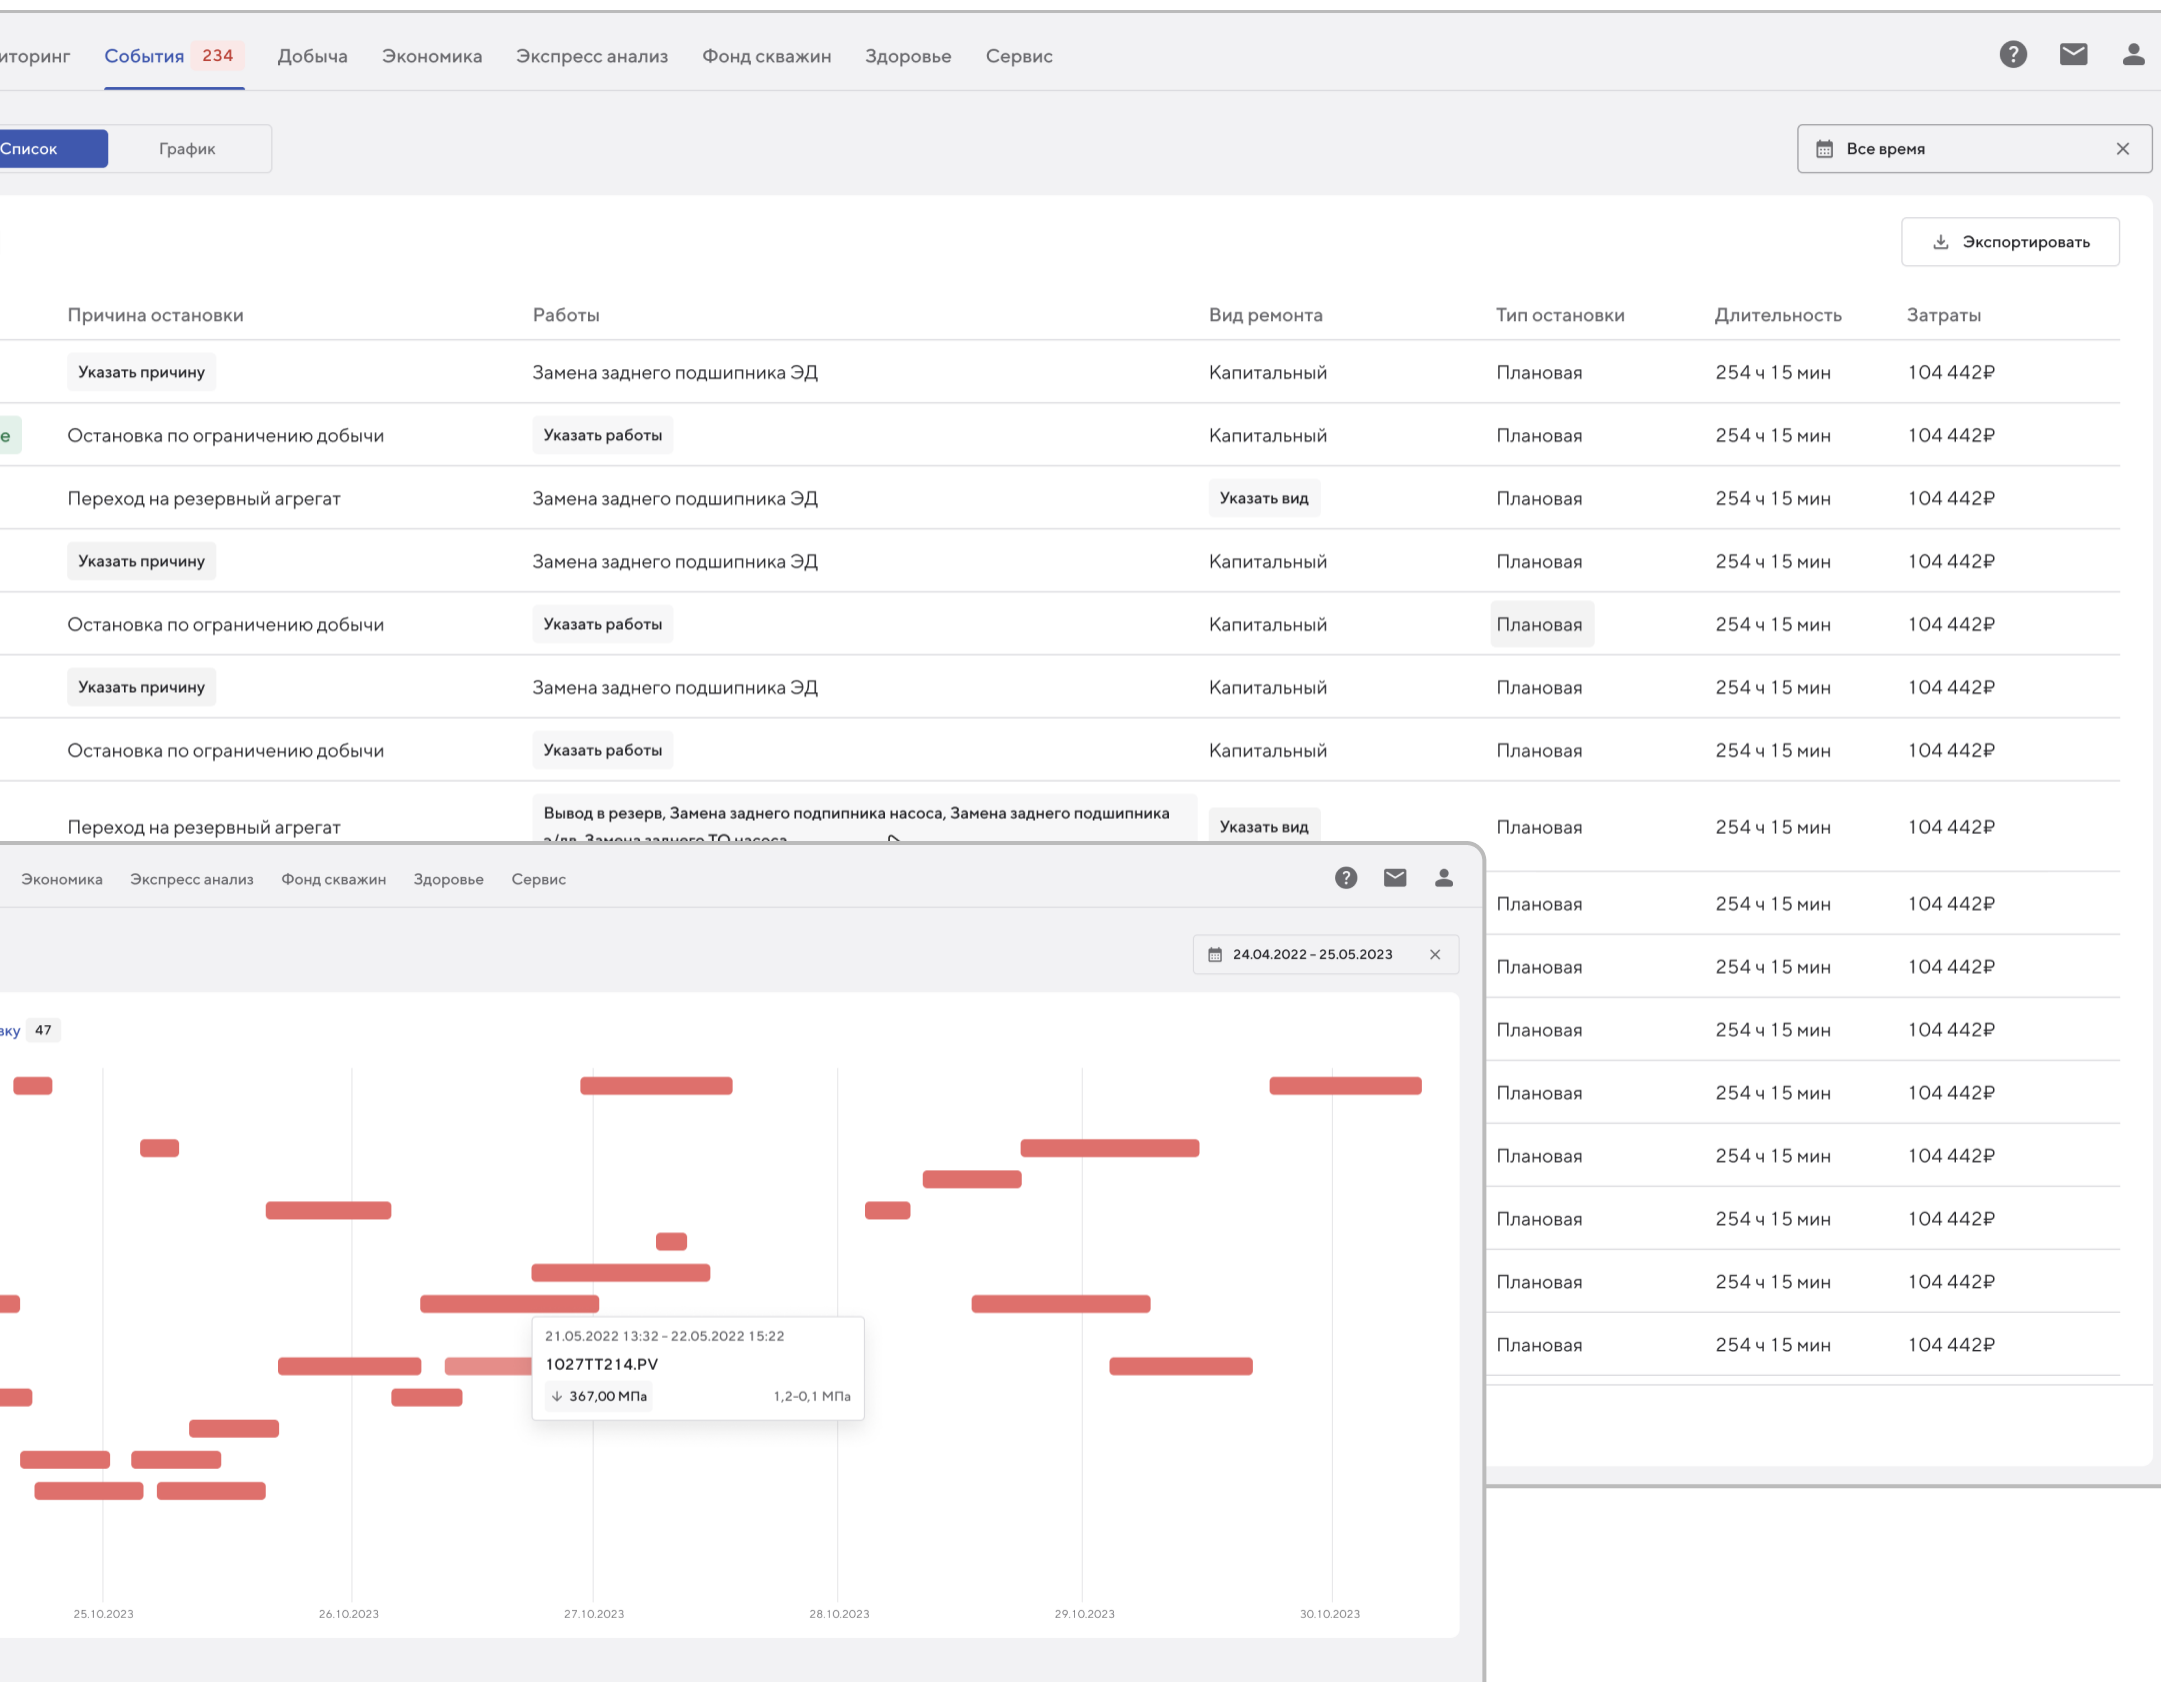 События 234 Добыча Экономика Экспресс анализ Фонд скважин Здоровье Сервис
Список График Все время
Экспортировать
Причина остановки Работы Вид ремонта Тип остановки Длительность Затраты
Указать причину Замена заднего подшипника ЭД Капитальный Плановая 254 ч 15 мин 104 442₽
Остановка по ограничению добычи Указать работы Капитальный Плановая 254 ч 15 мин 104 442₽
Переход на резервный агрегат Замена заднего подшипника ЭД Указать вид Плановая 254 ч 15 мин 104 442₽
Указать причину Замена заднего подшипника ЭД Капитальный Плановая 254 ч 15 мин 104 442₽
Остановка по ограничению добычи Указать работы Капитальный Плановая 254 ч 15 мин 104 442₽
Указать причину Замена заднего подшипника ЭД Капитальный Плановая 254 ч 15 мин 104 442₽
Остановка по ограничению добычи Указать работы Капитальный Плановая 254 ч 15 мин 104 442₽
Вывод в резерв, Замена заднего подпипника насоса, Замена заднего подшипника
э/дв, Замена заднего ТО насоса
Переход на резервный агрегат Указать вид Плановая 254 ч 15 мин 104 442₽
Плановая 254 ч 15 мин 104 442₽
Плановая 254 ч 15 мин 104 442₽
Плановая 254 ч 15 мин 104 442₽
Плановая 254 ч 15 мин 104 442₽
Плановая 254 ч 15 мин 104 442₽
Плановая 254 ч 15 мин 104 442₽
Плановая 254 ч 15 мин 104 442₽
Плановая 254 ч 15 мин 104 442₽
Экономика Экспресс анализ Фонд скважин Здоровье Сервис
24.04.2022 – 25.05.2023
47
21.05.2022 13:32 – 22.05.2022 15:22
1027TT214.PV
367,00 МПа 1,2-0,1 МПа
25.10.2023 26.10.2023 27.10.2023 28.10.2023 29.10.2023 30.10.2023